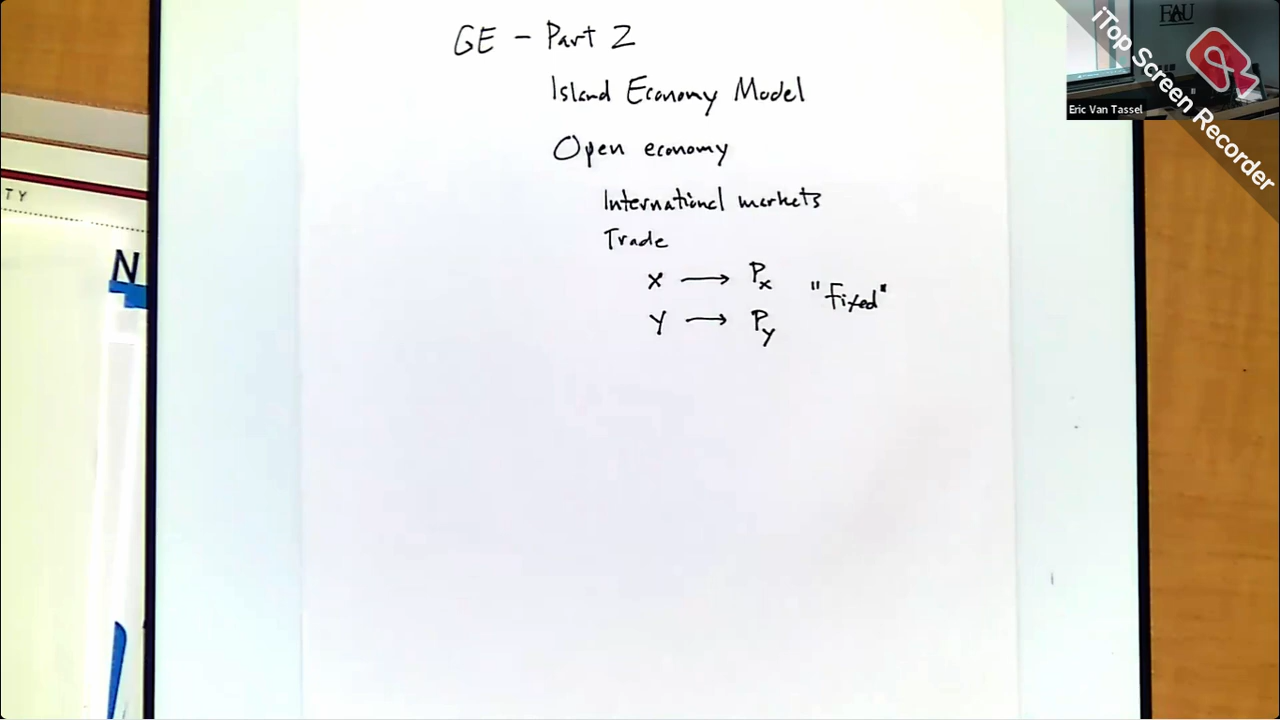 GE - Part 2
Island Economy Model
Open economy
International markets
Trade
x → Px
"fixed"
y → Py
TY
N
FAU
Eric Van Tassel
iTop Screen Recorder